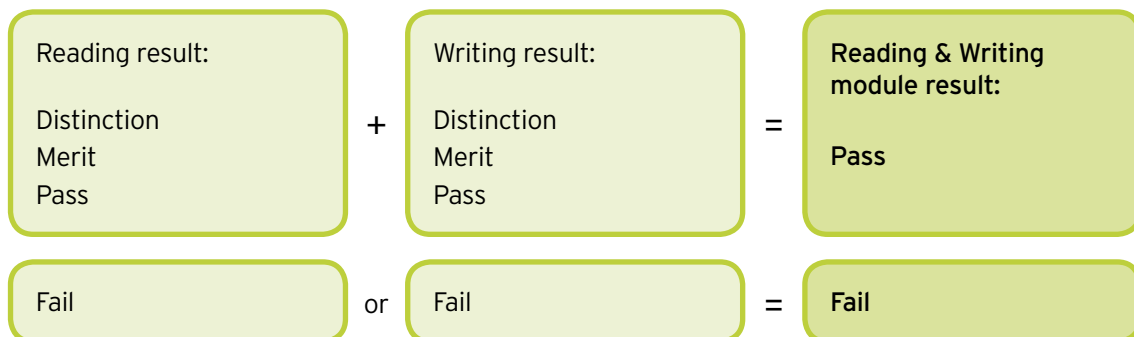 Reading result:
Distinction
Merit
Pass
+
Writing result:
Distinction
Merit
Pass
=
Reading & Writing
module result:
Pass
Fail
or
Fail
=
Fail